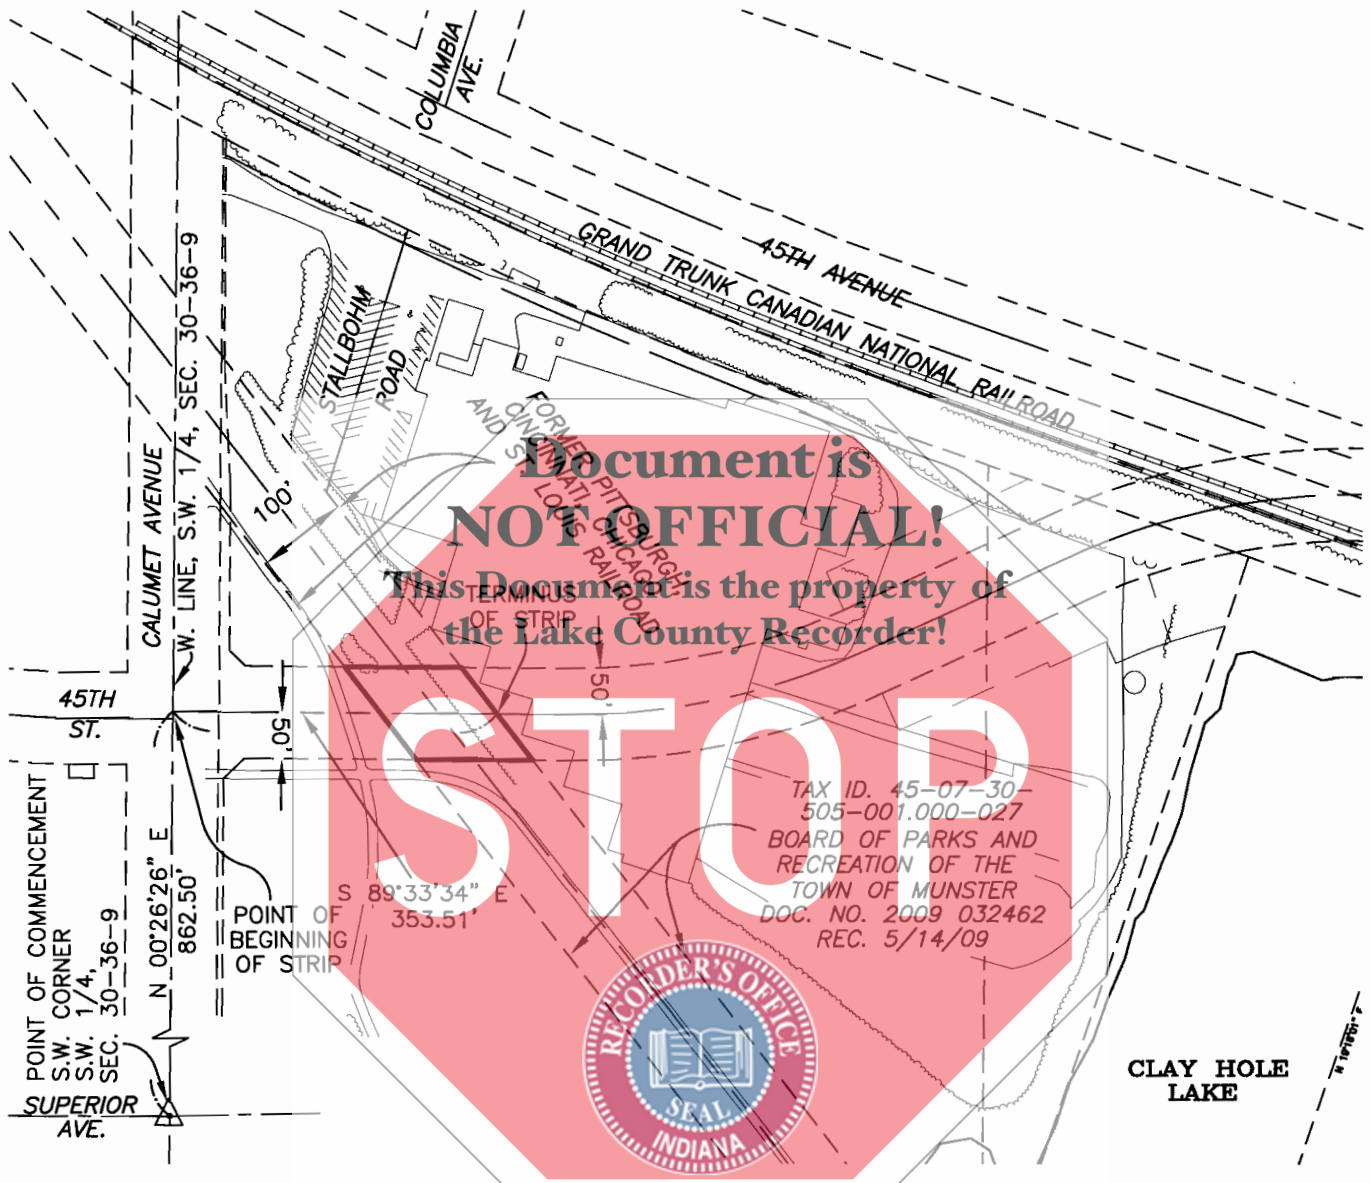 COLUMBIA
AVE.
GRAND TRUNK CANADIAN NATIONAL RAILROAD
45TH AVENUE
W. LINE, S.W. 1/4, SEC. 30-36-9
CALUMET AVENUE
STALLBOHM
ROAD
100'
FORMER PITTSBURGH,
CINCINNATI, CHICAGO,
AND ST. LOUIS RAILROAD
Document is
NOT OFFICIAL!
This Document is the property of
the Lake County Recorder!
STOP
TERMINUS
OF STRIP
45TH
ST.
50'
50'
TAX ID. 45-07-30-
505-001.000-027
BOARD OF PARKS AND
RECREATION OF THE
TOWN OF MUNSTER
DOC. NO. 2009 032462
REC. 5/14/09
S 89°33'34" E
353.51'
POINT OF
BEGINNING
OF STRIP
N 00°26'26" E
862.50'
POINT OF COMMENCEMENT
S.W. CORNER
S.W. 1/4,
SEC. 30-36-9
SUPERIOR
AVE.
RECORDER'S OFFICE
SEAL
INDIANA
CLAY HOLE
LAKE